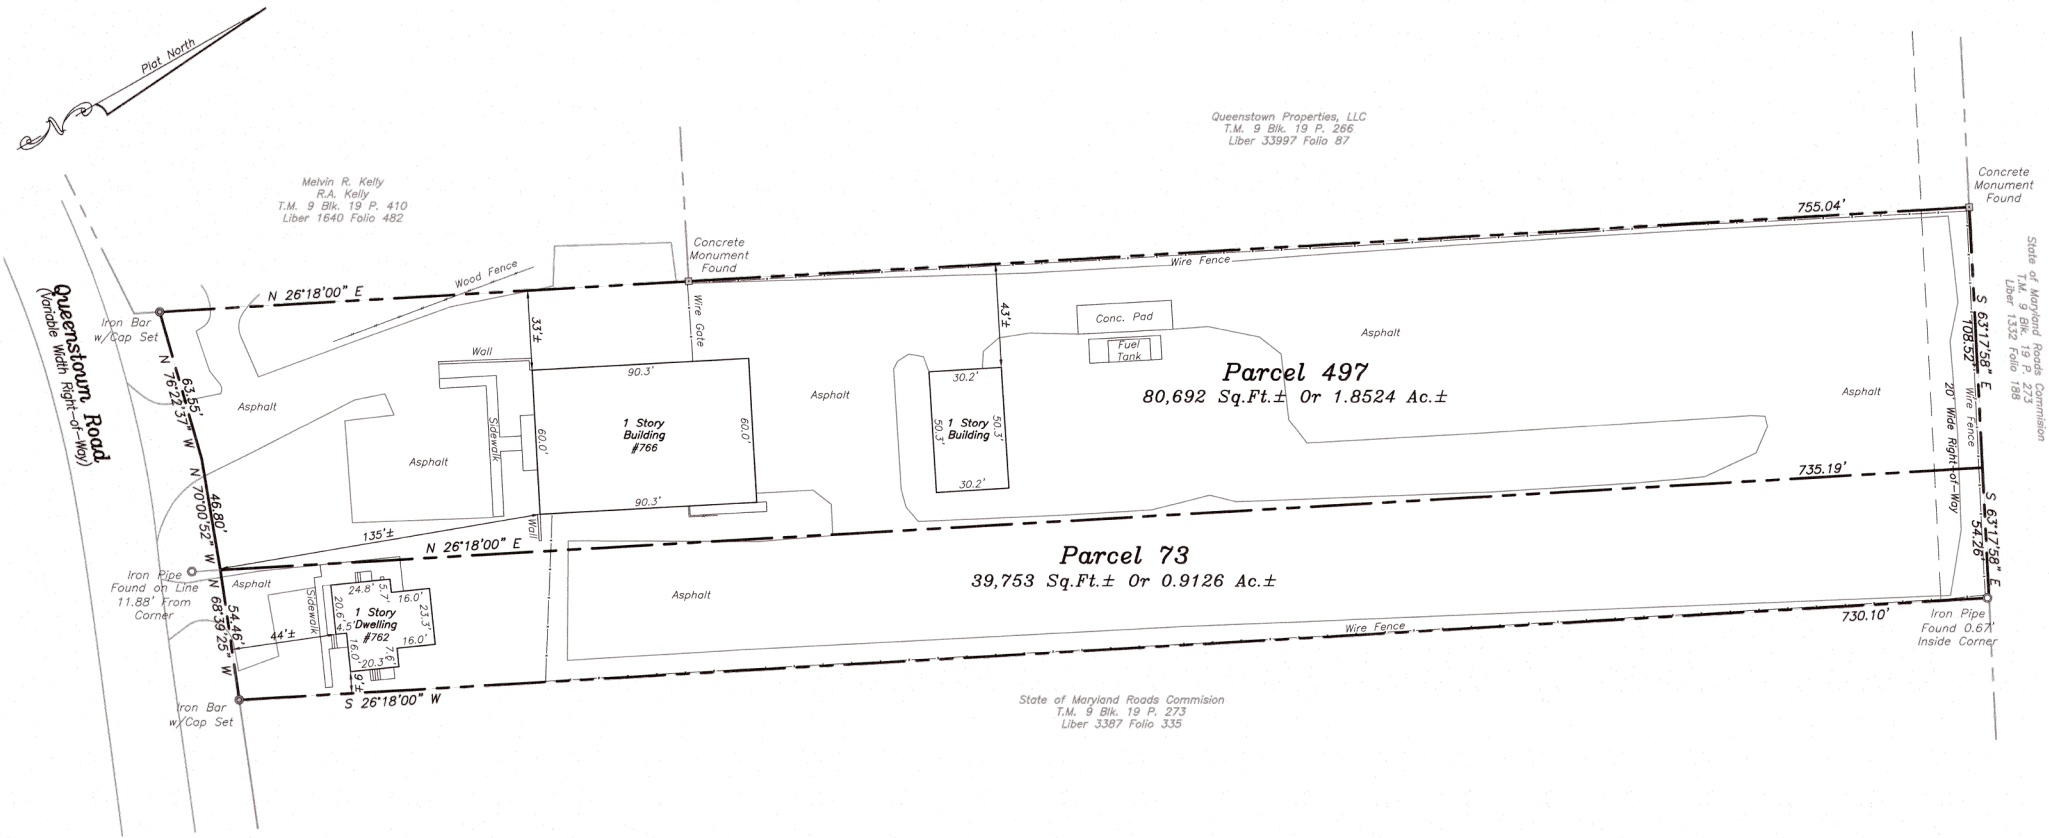 Plat North
N
Queenstown Properties, LLC
T.M. 9 Blk. 19 P. 266
Liber 33997 Folio 87
Melvin R. Kelly
R.A. Kelly
T.M. 9 Blk. 19 P. 410
Liber 1640 Folio 482
Concrete
Monument
Found
755.04'
Concrete
Monument
Found
State of Maryland Roads Commision
T.M. 9 Blk. 19 P. 273
Liber 1332 Folio 188
Queenstown Road
(Variable Width Right-of-Way)
Iron Bar
w/Cap Set
N 26°18'00" E
Wood Fence
Wire Fence
33'±
Wire Gate
43'±
Conc. Pad
Fuel
Tank
Asphalt
S 63°17'58" E
108.52'
Wire Fence
20' Wide Right-of-Way
63.55'
N 76°22'37" W
Asphalt
Wall
Sidewalk
Asphalt
90.3'
60.0'
1 Story
Building
#766
60.0'
90.3'
Asphalt
30.2'
50.3'
1 Story
Building
50.3'
30.2'
Parcel 497
80,692 Sq.Ft.± Or 1.8524 Ac.±
Asphalt
735.19'
46.80'
N 70°00'52" W
135'±
Wall
N 26°18'00" E
S 63°17'58" E
54.26'
Iron Pipe
Found on Line
11.88' From
Corner
Asphalt
Sidewalk
54.46'
N 68°39'25" W
44'±
24.8'
5.7'
16.0'
20.6'
1 Story
Dwelling
#762
23.3'
4.5'
16.0'
16.0'
7.6'
20.3'
9'±
Parcel 73
39,753 Sq.Ft.± Or 0.9126 Ac.±
Asphalt
Wire Fence
730.10'
Iron Pipe
Found 0.67'
Inside Corner
Iron Bar
w/Cap Set
S 26°18'00" W
State of Maryland Roads Commision
T.M. 9 Blk. 19 P. 273
Liber 3387 Folio 335